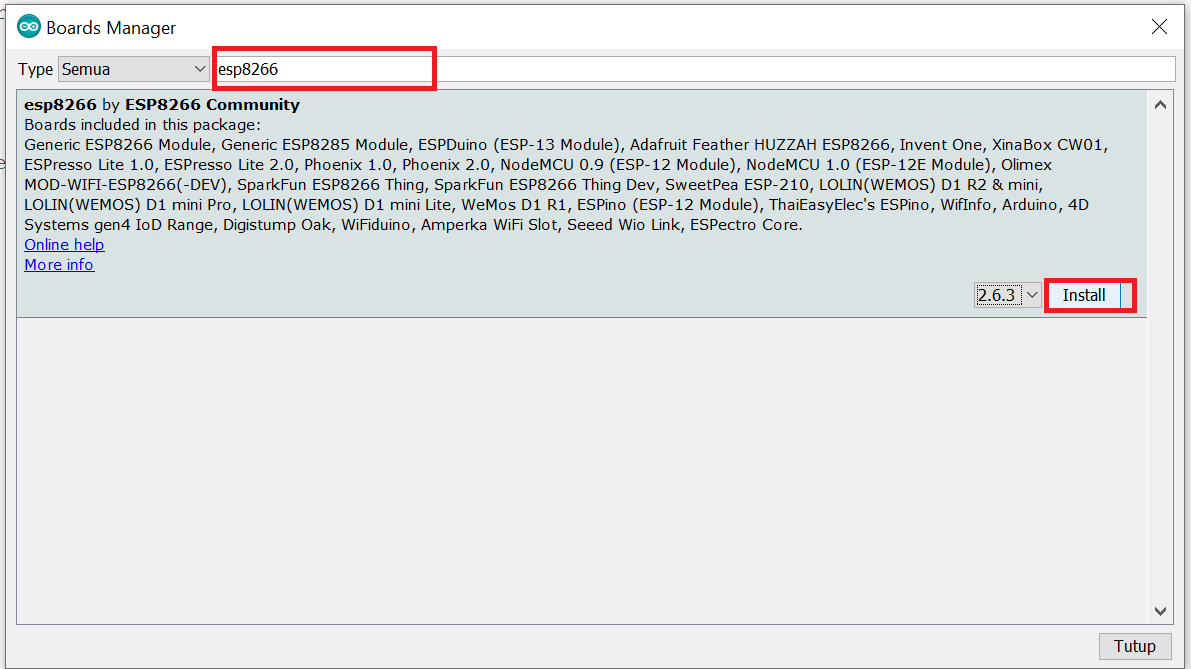 Boards Manager
Type Semua esp8266
esp8266 by ESP8266 Community
Boards included in this package:
Generic ESP8266 Module, Generic ESP8285 Module, ESPDuino (ESP-13 Module), Adafruit Feather HUZZAH ESP8266, Invent One, XinaBox CW01,
ESPresso Lite 1.0, ESPresso Lite 2.0, Phoenix 1.0, Phoenix 2.0, NodeMCU 0.9 (ESP-12 Module), NodeMCU 1.0 (ESP-12E Module), Olimex
MOD-WIFI-ESP8266(-DEV), SparkFun ESP8266 Thing, SparkFun ESP8266 Thing Dev, SweetPea ESP-210, LOLIN(WEMOS) D1 R2 & mini,
LOLIN(WEMOS) D1 mini Pro, LOLIN(WEMOS) D1 mini Lite, WeMos D1 R1, ESPino (ESP-12 Module), ThaiEasyElec's ESPino, WifInfo, Arduino, 4D
Systems gen4 IoD Range, Digistump Oak, WiFiduino, Amperka WiFi Slot, Seeed Wio Link, ESPectro Core.
Online help
More info
2.6.3 Install
Tutup